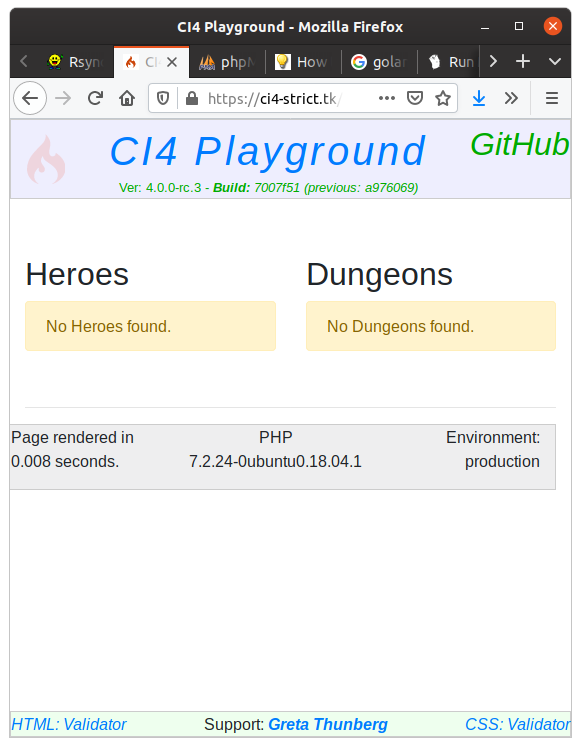 CI4 Playground - Mozilla Firefox
Rsyn
CI
phpM
How
golan
Run
https://ci4-strict.tk/
CI4 Playground
GitHub
Ver: 4.0.0-rc.3 - Build: 7007f51 (previous: a976069)
Heroes
Dungeons
No Heroes found.
No Dungeons found.
Page rendered in
0.008 seconds.
PHP
7.2.24-0ubuntu0.18.04.1
Environment:
production
HTML: Validator
Support: Greta Thunberg
CSS: Validator